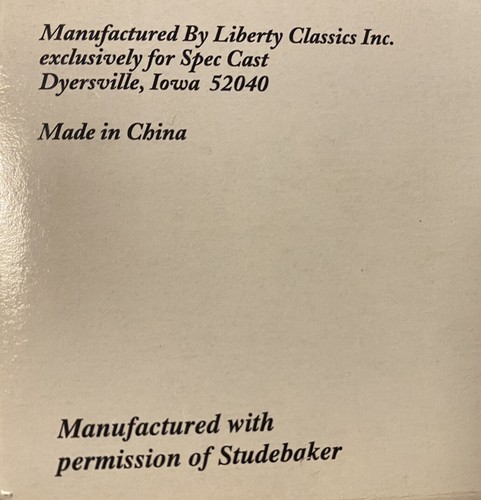 Manufactured By Liberty Classics Inc.
exclusively for Spec Cast
Dyersville, Iowa 52040
Made in China
Manufactured with
permission of Studebaker